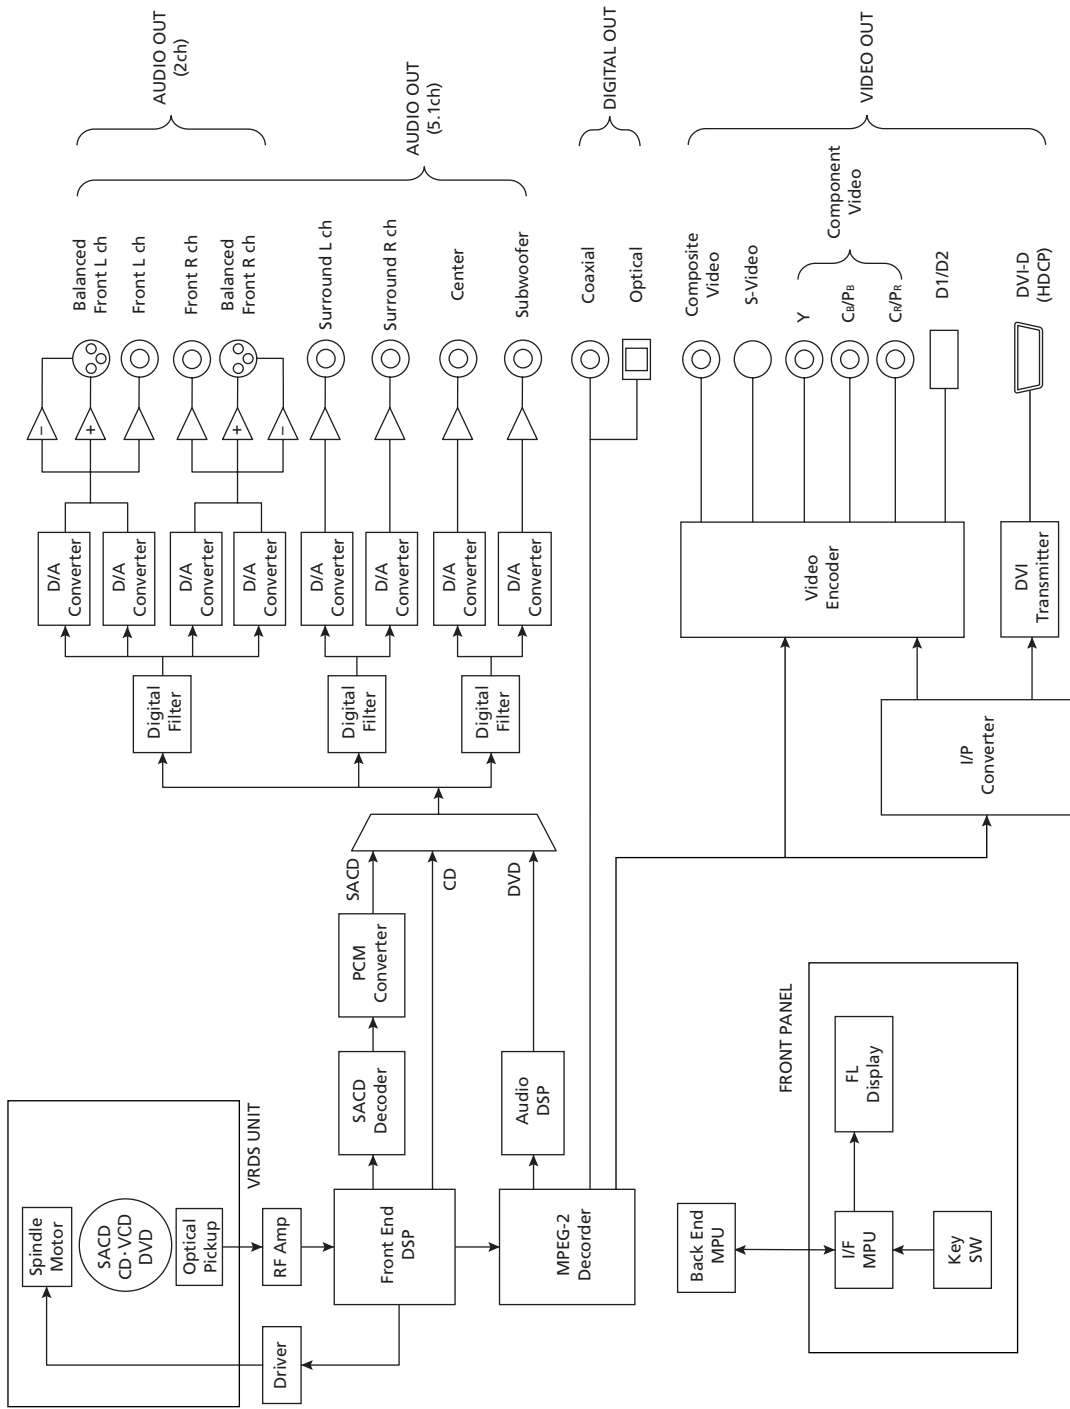 VRDS UNIT
Spindle
Motor
SACD
CD·VCD
DVD
Optical
Pickup
Driver
RF Amp
Front End
DSP
SACD
Decoder
PCM
Converter
SACD
CD
DVD
MPEG-2
Decorder
Audio
DSP
Digital
Filter
Digital
Filter
Digital
Filter
D/A
Converter
D/A
Converter
D/A
Converter
D/A
Converter
D/A
Converter
D/A
Converter
D/A
Converter
D/A
Converter
−
+
+
−
Balanced
Front L ch
Front L ch
Front R ch
Balanced
Front R ch
Surround L ch
Surround R ch
Center
Subwoofer
AUDIO OUT
(2ch)
AUDIO OUT
(5.1ch)
Coaxial
Optical
DIGITAL OUT
Video
Encoder
I/P
Converter
DVI
Transmitter
Composite
Video
S-Video
Y
CB/PB
CR/PR
Component
Video
D1/D2
DVI-D
(HDCP)
VIDEO OUT
Back End
MPU
FRONT PANEL
I/F
MPU
FL
Display
Key
SW